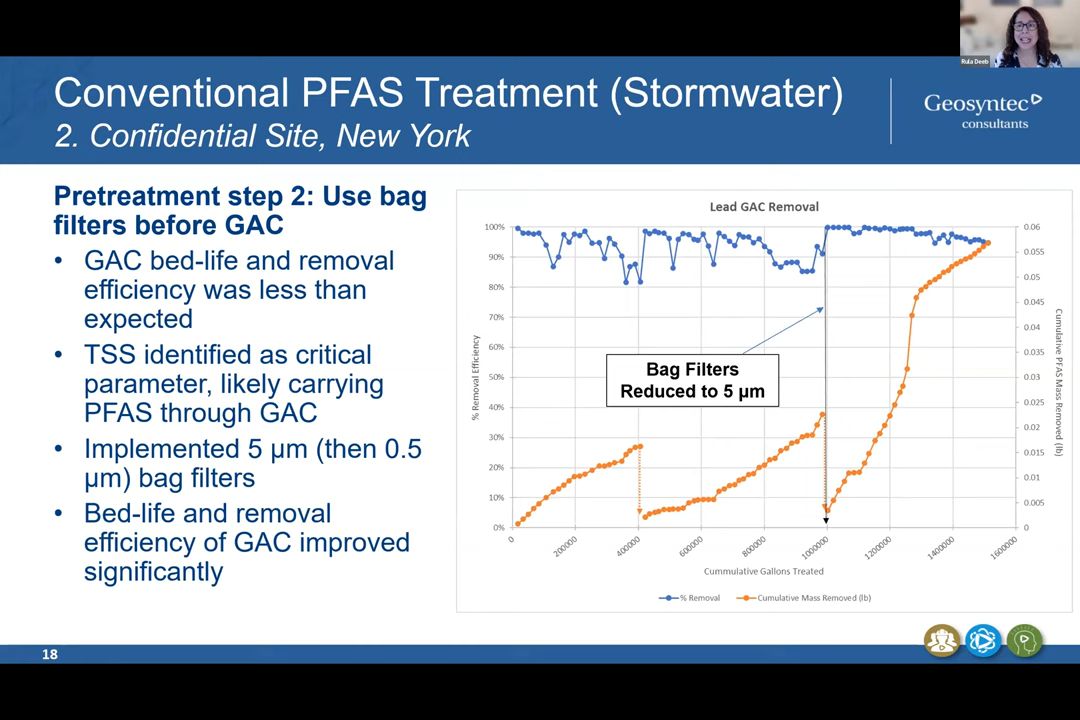 Rula Deeb
Conventional PFAS Treatment (Stormwater)
2. Confidential Site, New York
Geosyntec
consultants
Pretreatment step 2: Use bag
filters before GAC
• GAC bed-life and removal
efficiency was less than
expected
• TSS identified as critical
parameter, likely carrying
PFAS through GAC
• Implemented 5 µm (then 0.5
µm) bag filters
• Bed-life and removal
efficiency of GAC improved
significantly
Lead GAC Removal
% Removal Efficiency
100%
90%
80%
70%
60%
50%
40%
30%
20%
10%
0%
Bag Filters
Reduced to 5 µm
0.06
0.055
0.05
0.045
0.04
0.035
0.03
0.025
0.02
0.015
0.01
0.005
0
Cumulative PFAS Mass Removed (lb)
0
200000
400000
600000
800000
1000000
1200000
1400000
1600000
Cummulative Gallons Treated
% Removal
Cumulative Mass Removed (lb)
18